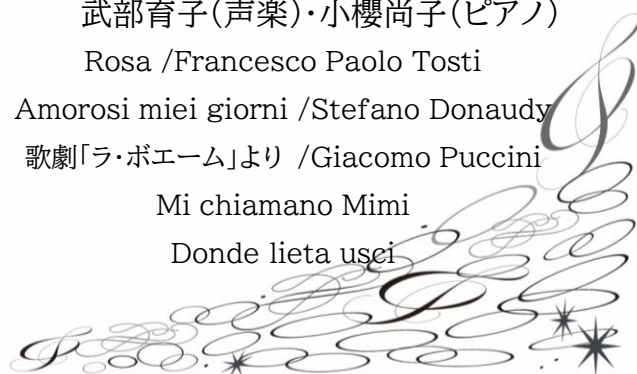 武部育子（声楽）・小櫻尚子（ピアノ）
Rosa /Francesco Paolo Tosti
Amorosi miei giorni /Stefano Donaudy
歌劇「ラ・ボエーム」より /Giacomo Puccini
Mi chiamano Mimi
Donde lieta usci